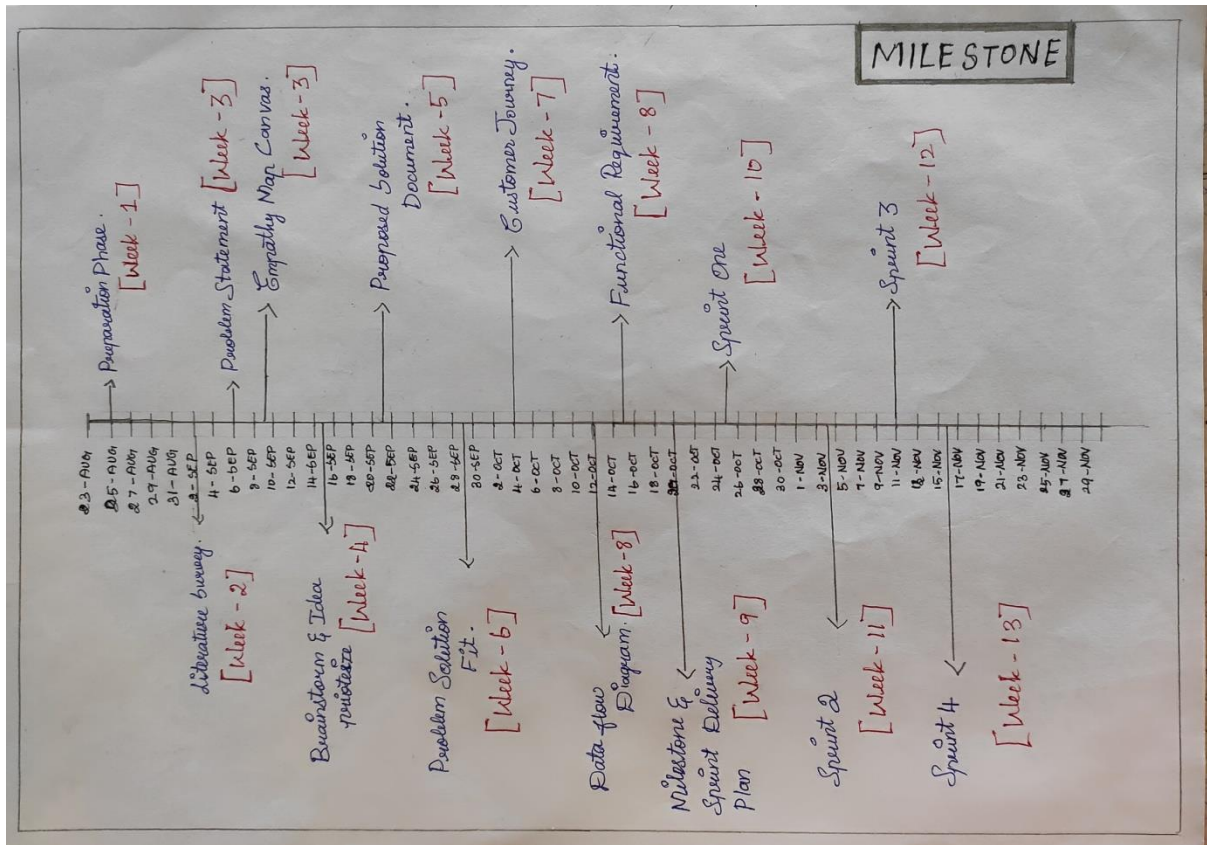 MILESTONE
Preparation Phase.
[Week - 1]
Problem Statement [Week - 3]
Empathy Map Canvas.
[Week - 3]
Proposed Solution
Document.
[Week - 5]
Customer Journey.
[Week - 7]
Functional Requirement.
[Week - 8]
Sprint One
[Week - 10]
Sprint 3
[Week - 12]
23-AUG
25-AUG
27-AUG
29-AUG
31-AUG
2-SEP
4-SEP
6-SEP
8-SEP
10-SEP
12-SEP
14-SEP
16-SEP
18-SEP
20-SEP
22-SEP
24-SEP
26-SEP
28-SEP
30-SEP
2-OCT
4-OCT
6-OCT
8-OCT
10-OCT
12-OCT
14-OCT
16-OCT
18-OCT
20-OCT
22-OCT
24-OCT
26-OCT
28-OCT
30-OCT
1-NOV
3-NOV
5-NOV
7-NOV
9-NOV
11-NOV
15-NOV
17-NOV
19-NOV
21-NOV
23-NOV
25-NOV
27-NOV
29-NOV
Literature Survey.
[Week - 2]
Brainstorm & Idea
[Week - 4]
Problem Solution
Fit.
[Week - 6]
Data flow
Diagram. [Week - 8]
Milestone &
Sprint Delivery
Plan [Week - 9]
Sprint 2
[Week - 11]
Sprint 4
[Week - 13]